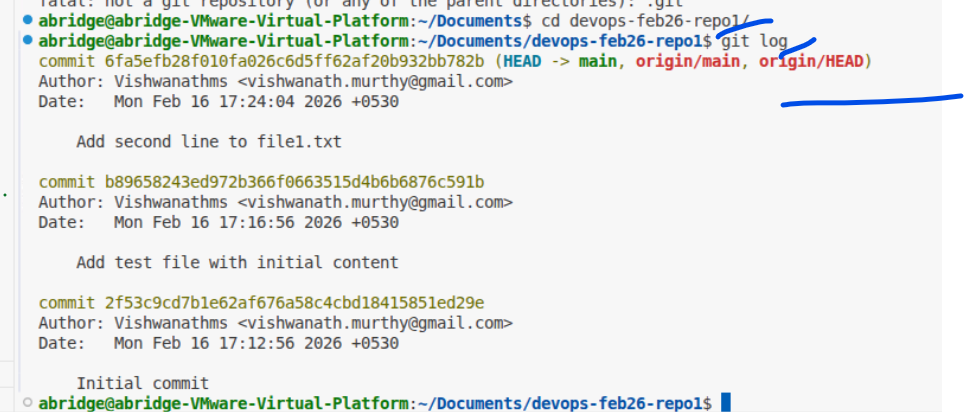 fatal: not a git repository (or any of the parent directories): .git
abridge@abridge-VMware-Virtual-Platform:~/Documents$ cd devops-feb26-repo1/
abridge@abridge-VMware-Virtual-Platform:~/Documents/devops-feb26-repo1$ git log
commit 6fa5efb28f010fa026c6d5ff62af20b932bb782b (HEAD -> main, origin/main, origin/HEAD)
Author: Vishwanathms <vishwanath.murthy@gmail.com>
Date:   Mon Feb 16 17:24:04 2026 +0530
    Add second line to file1.txt
commit b89658243ed972b366f0663515d4b6b6876c591b
Author: Vishwanathms <vishwanath.murthy@gmail.com>
Date:   Mon Feb 16 17:16:56 2026 +0530
    Add test file with initial content
commit 2f53c9cd7b1e62af676a58c4cbd18415851ed29e
Author: Vishwanathms <vishwanath.murthy@gmail.com>
Date:   Mon Feb 16 17:12:56 2026 +0530
    Initial commit
abridge@abridge-VMware-Virtual-Platform:~/Documents/devops-feb26-repo1$